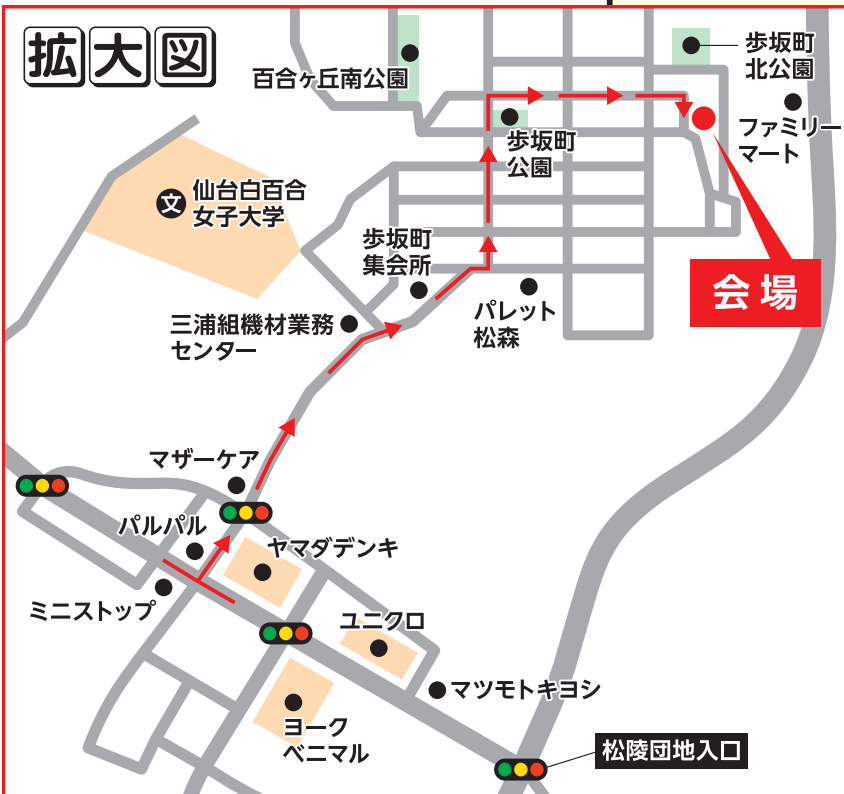 拡大図
百合ヶ丘南公園
歩坂町
北公園
ファミリー
マート
歩坂町
公園
文
仙台白百合
女子大学
歩坂町
集会所
会場
パレット
松森
三浦組機材業務
センター
マザーケア
パルパル
ヤマダデンキ
ミニストップ
ユニクロ
マツモトキヨシ
ヨーク
ベニマル
松陵団地入口